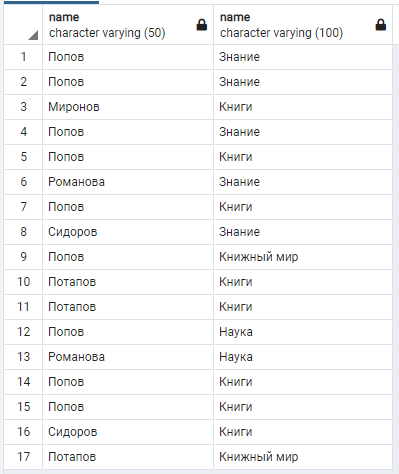 name name
character varying (50) character varying (100)
1 Попов Знание
2 Попов Знание
3 Миронов Книги
4 Попов Знание
5 Попов Книги
6 Романова Знание
7 Попов Книги
8 Сидоров Знание
9 Попов Книжный мир
10 Потапов Книги
11 Потапов Книги
12 Попов Наука
13 Романова Наука
14 Попов Книги
15 Попов Книги
16 Сидоров Книги
17 Потапов Книжный мир